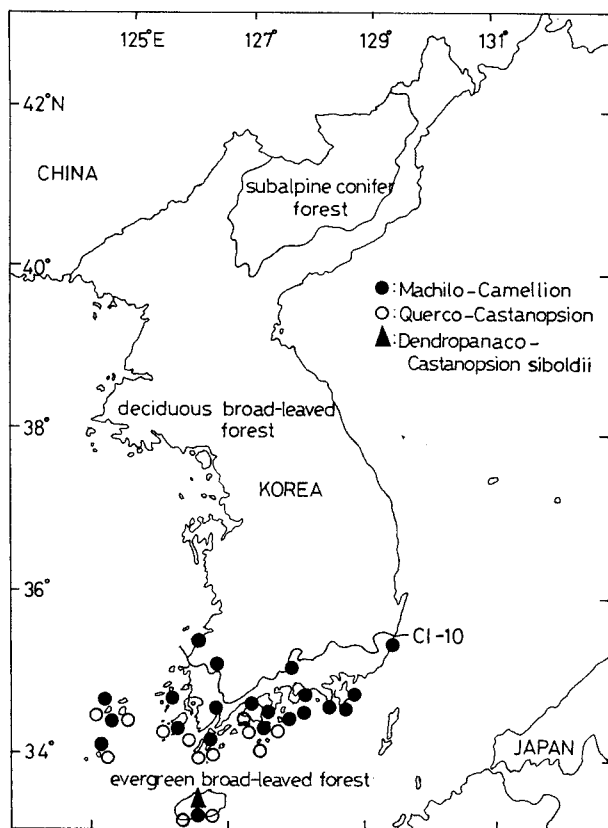 125°E 127° 129° 131°
42°N
CHINA
subalpine conifer
forest
40°
●:Machilo-Camellion
○:Querco-Castanopsion
▲:Dendropanaco-
Castanopsion siboldii
deciduous broad-leaved
forest
38°
KOREA
36°
CI-10
34°
JAPAN
evergreen broad-leaved forest